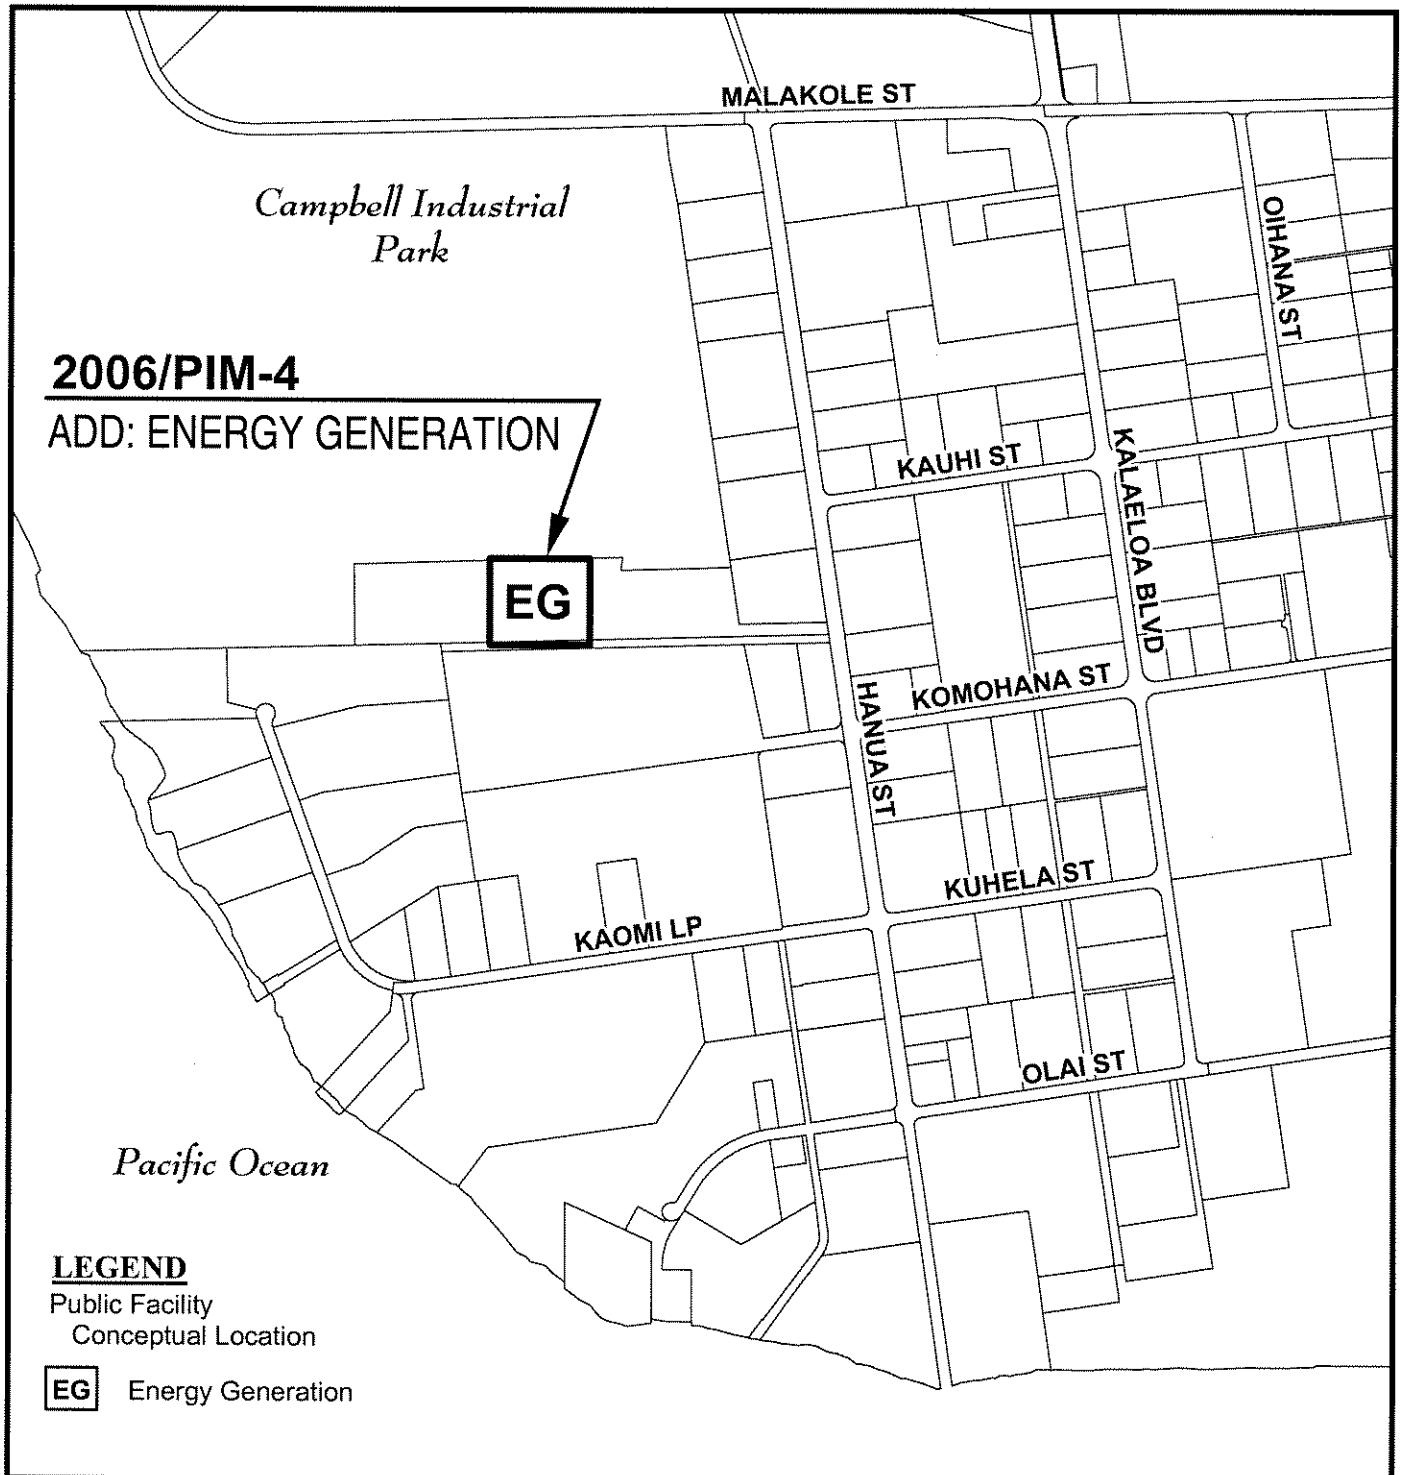 MALAKOLE ST
Campbell Industrial
Park
OIHANA ST
2006/PIM-4
ADD: ENERGY GENERATION
KAUHI ST
KALAELOA BLVD
EG
KOMOHANA ST
HANUA ST
KUHELA ST
KAOMI LP
OLAI ST
Pacific Ocean
LEGEND
Public Facility
Conceptual Location
EG Energy Generation